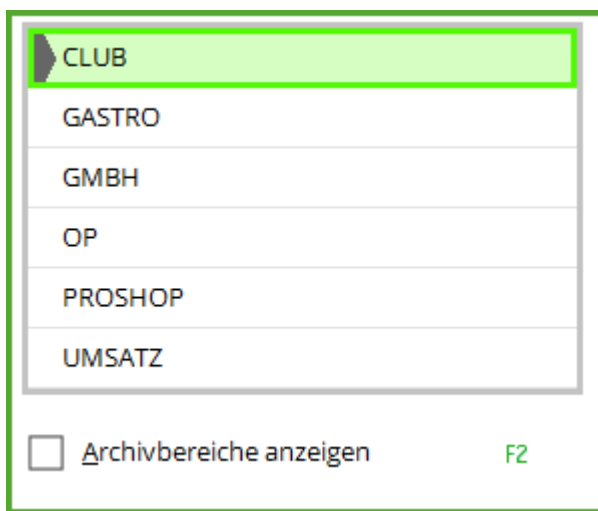 CLUB
GASTRO
GMBH
OP
PROSHOP
UMSATZ
Archivbereiche anzeigen F2